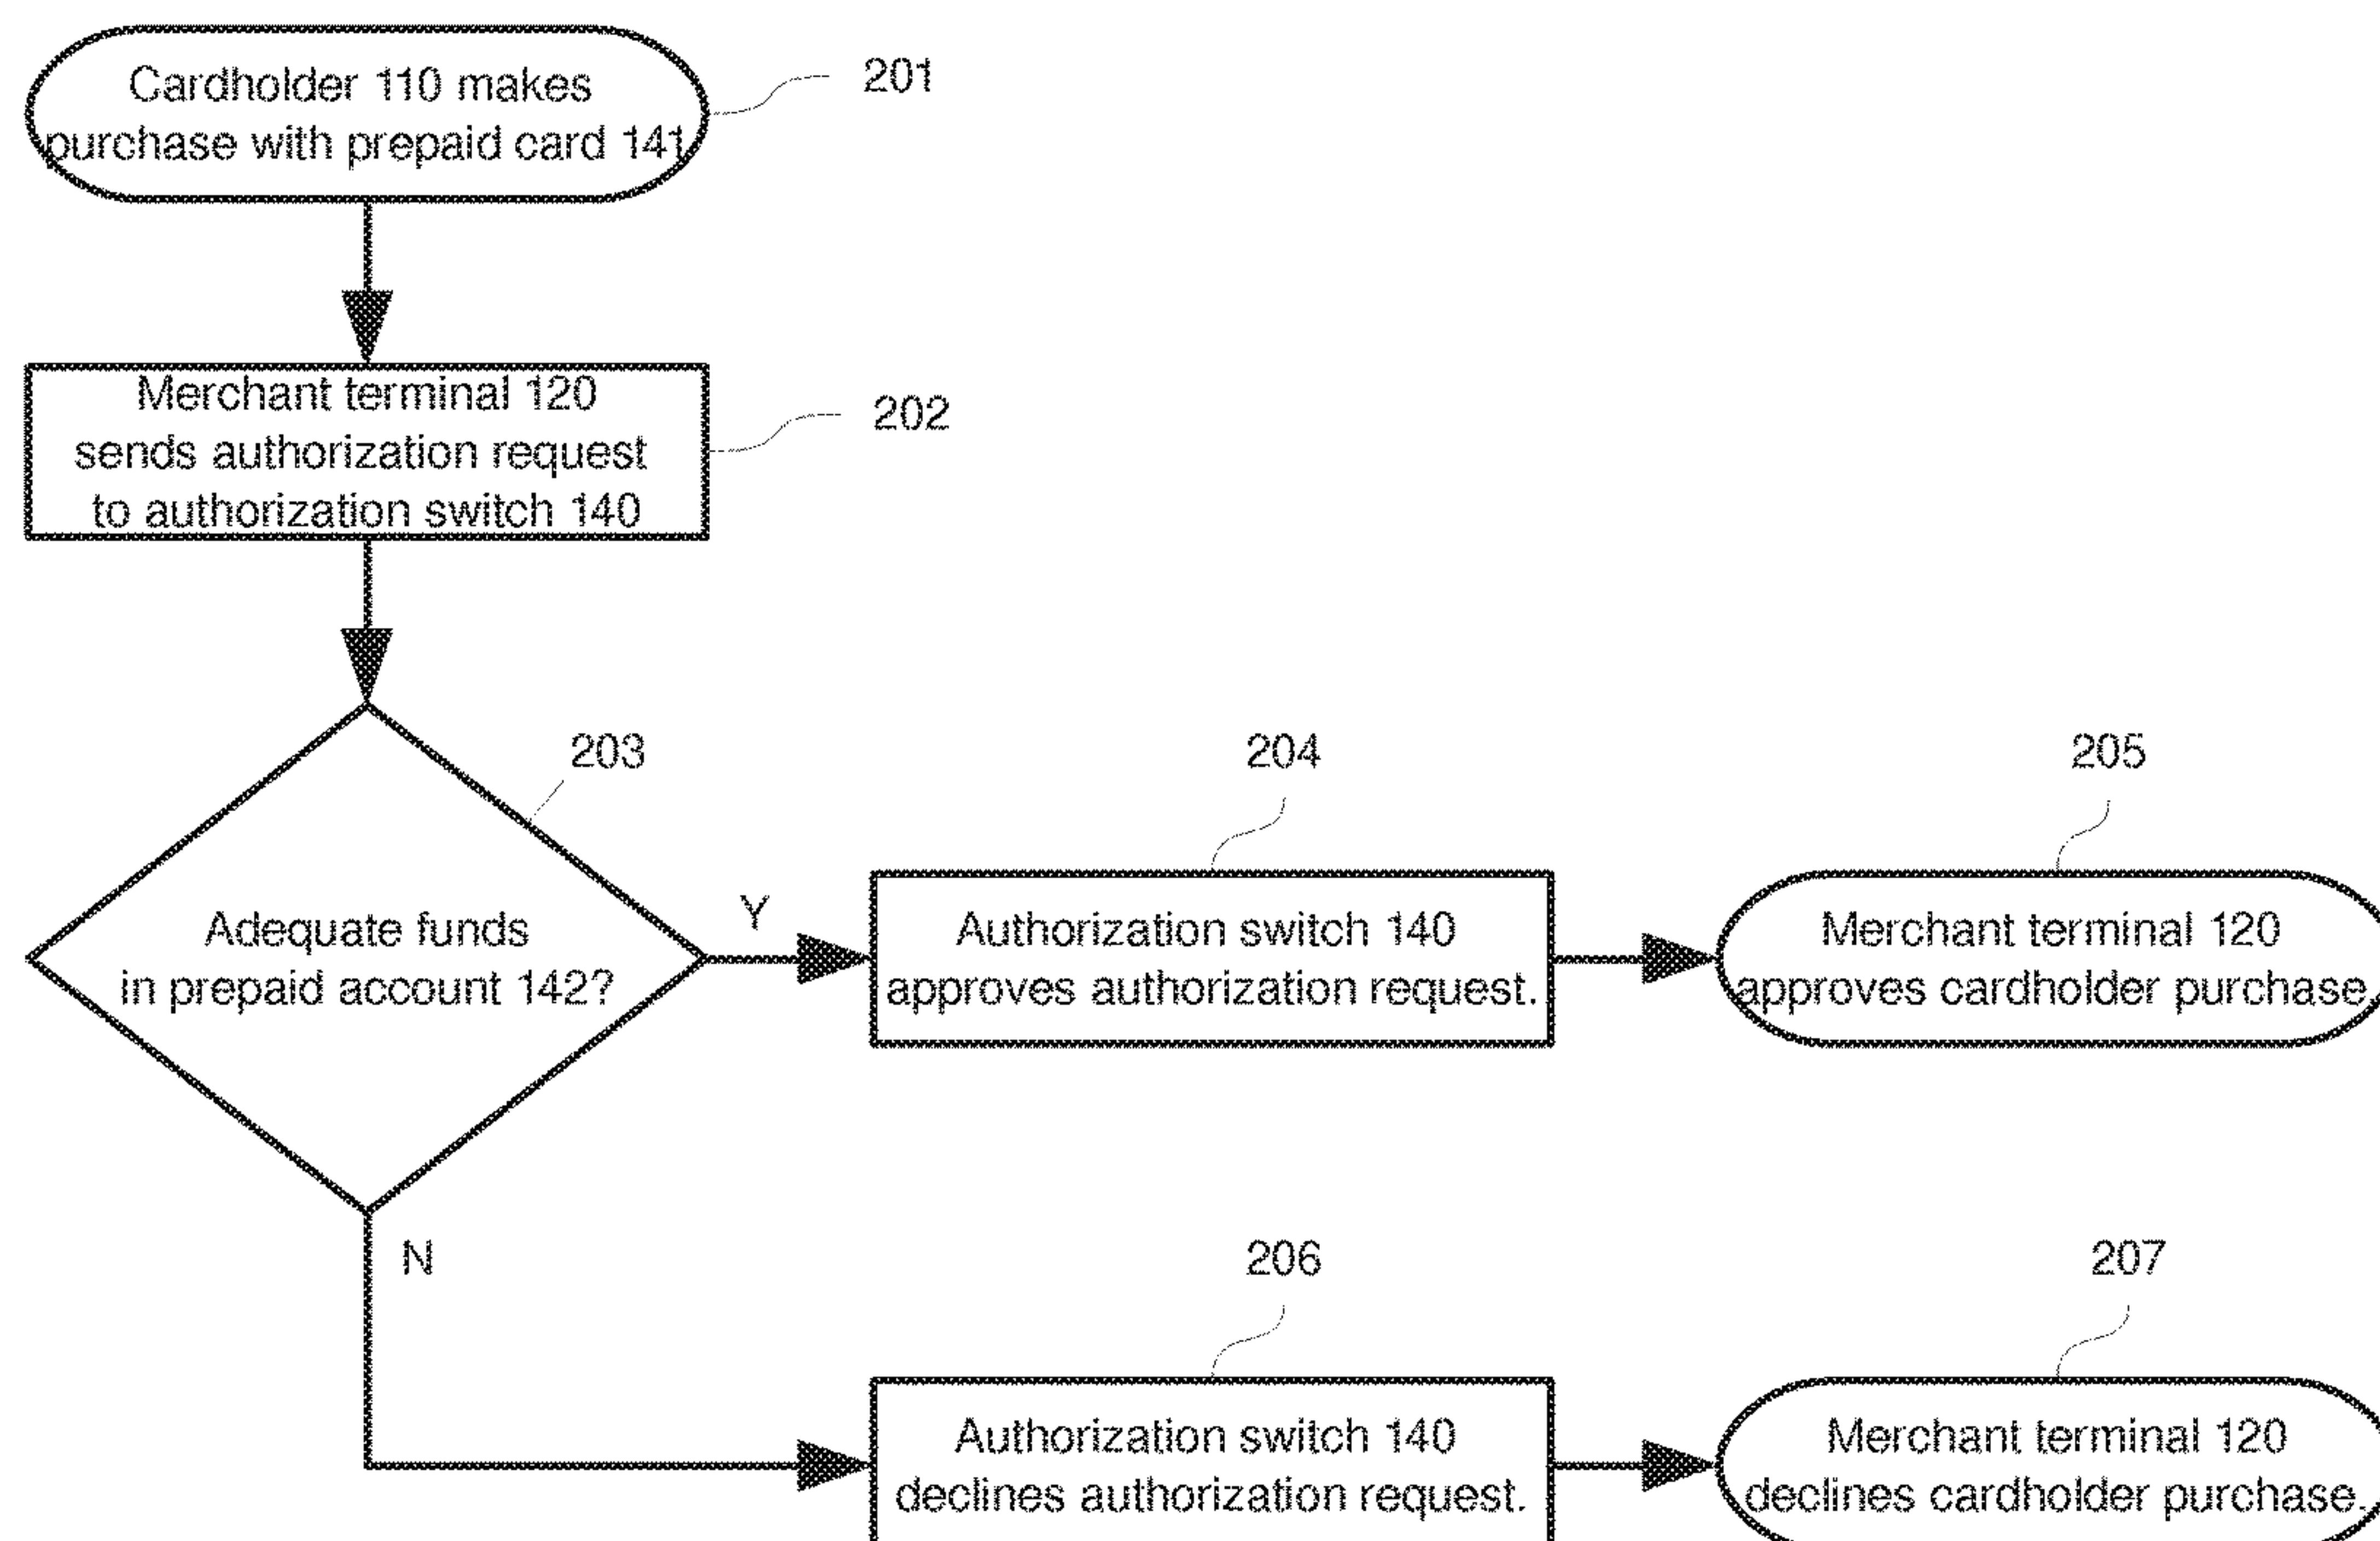 Cardholder 110 makes
purchase with prepaid card 141
201
Merchant terminal 120
sends authorization request
to authorization switch 140
202
203
Adequate funds
in prepaid account 142?
Y
N
204
Authorization switch 140
approves authorization request.
205
Merchant terminal 120
approves cardholder purchase.
206
Authorization switch 140
declines authorization request.
207
Merchant terminal 120
declines cardholder purchase.